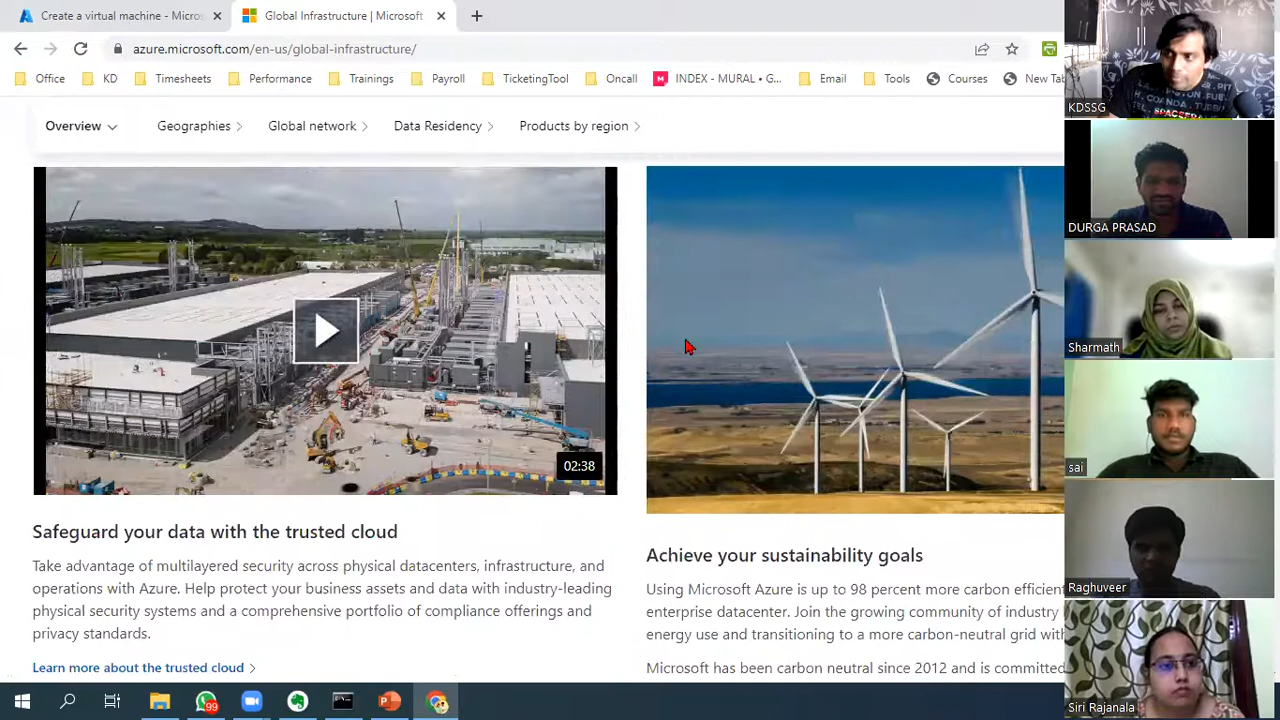 Create a virtual machine - Micros
Global Infrastructure | Microsoft
azure.microsoft.com/en-us/global-infrastructure/
Office
KD
Timesheets
Performance
Trainings
Payroll
TicketingTool
Oncall
INDEX - MURAL • G...
Email
Tools
Courses
New Tab
Overview
Geographies
Global network
Data Residency
Products by region
02:38
Safeguard your data with the trusted cloud
Take advantage of multilayered security across physical datacenters, infrastructure, and
operations with Azure. Help protect your business assets and data with industry-leading
physical security systems and a comprehensive portfolio of compliance offerings and
privacy standards.
Learn more about the trusted cloud
Achieve your sustainability goals
Using Microsoft Azure is up to 98 percent more carbon efficient
enterprise datacenter. Join the growing community of industry
energy use and transitioning to a more carbon-neutral grid with
Microsoft has been carbon neutral since 2012 and is committed
99
KDSSG
DURGA PRASAD
Sharmath
sai
Raghuveer
Siri Rajanala